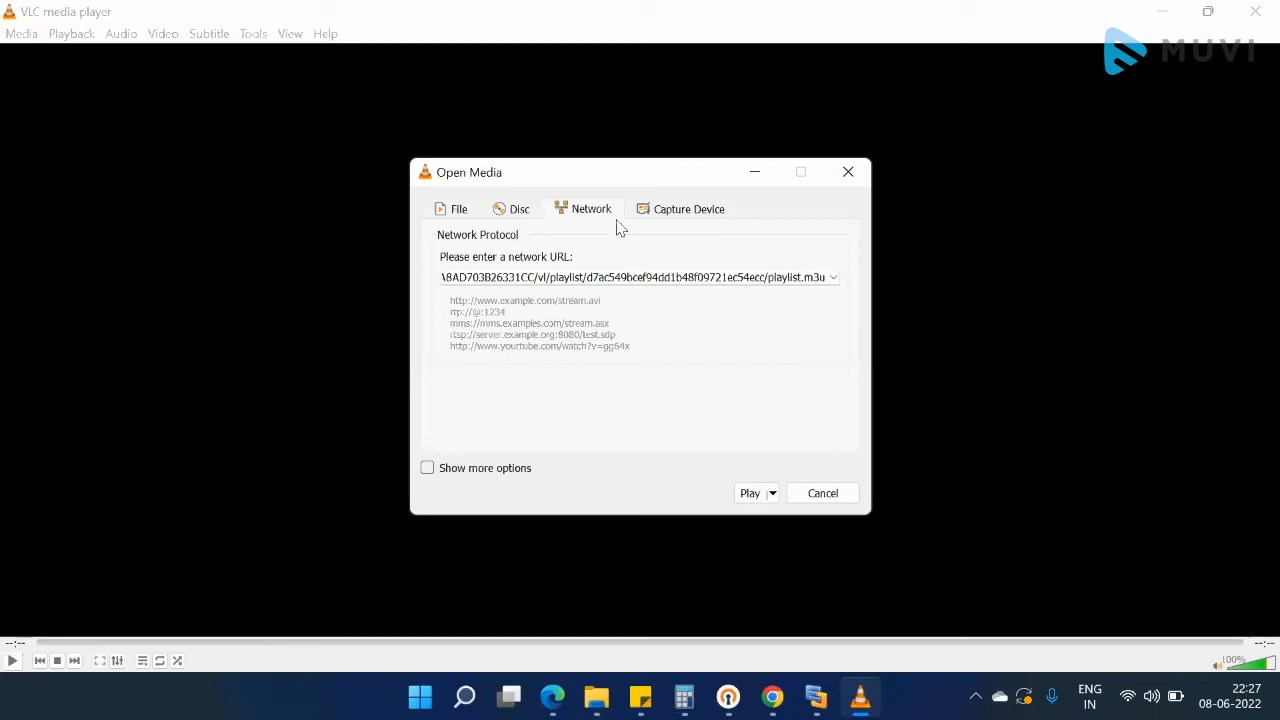 VLC media player
Media Playback Audio Video Subtitle Tools View Help
MUVI
Open Media
File Disc Network Capture Device
Network Protocol
Please enter a network URL:
\8AD703B26331CC/vl/playlist/d7ac549bcef94dd1b48f09721ec54ecc/playlist.m3u
http://www.example.com/stream.avi
rtp://@:1234
mms://mms.examples.com/stream.asx
rtsp://server.example.org:8080/test.sdp
http://www.yourtube.com/watch?v=gg64x
Show more options
Play Cancel
--:-- --:--
100%
ENG 22:27
IN 08-06-2022